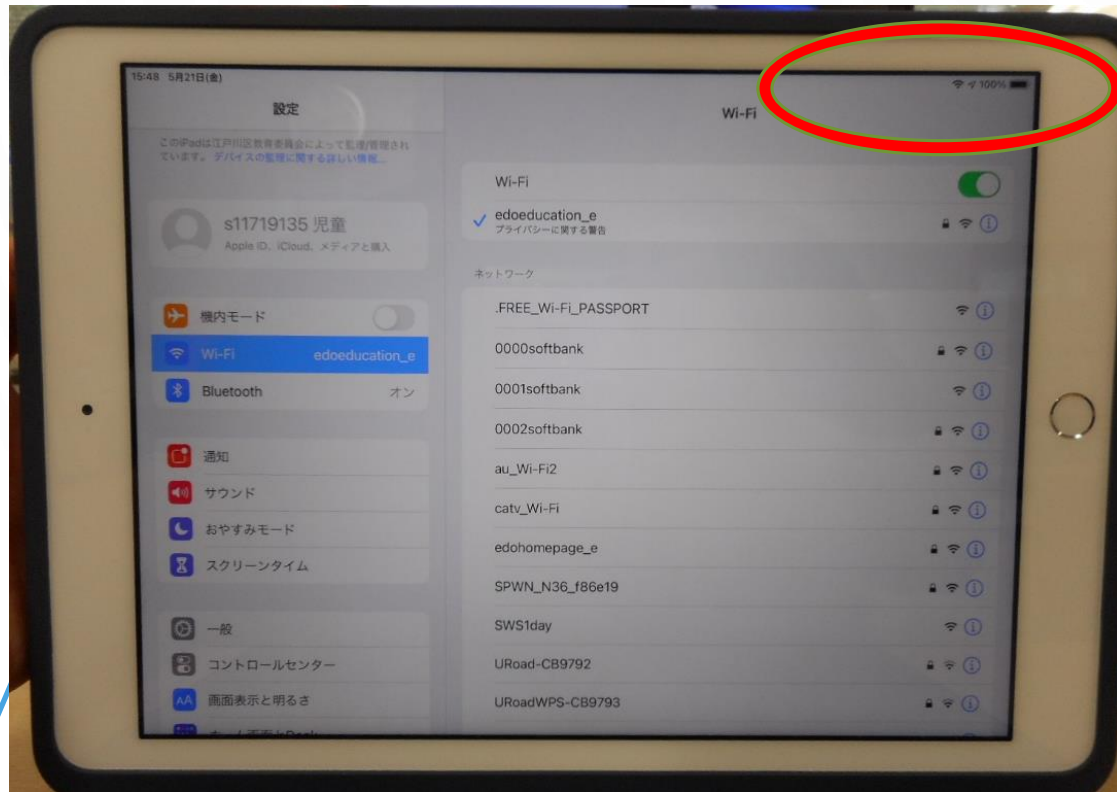 15:48 5月21日(金)
100%
設定
Wi-Fi
このiPadは江戸川区教育委員会によって監理/管理され
ています。デバイスの監理に関する詳しい情報...
s11719135 児童
Apple ID、iCloud、メディアと購入
機内モード
Wi-Fi edoeducation_e
Bluetooth オン
通知
サウンド
おやすみモード
スクリーンタイム
一般
コントロールセンター
AA 画面表示と明るさ
Wi-Fi
edoeducation_e
プライバシーに関する警告
ネットワーク
.FREE_Wi-Fi_PASSPORT
0000softbank
0001softbank
0002softbank
au_Wi-Fi2
catv_Wi-Fi
edohomepage_e
SPWN_N36_f86e19
SWS1day
URoad-CB9792
URoadWPS-CB9793